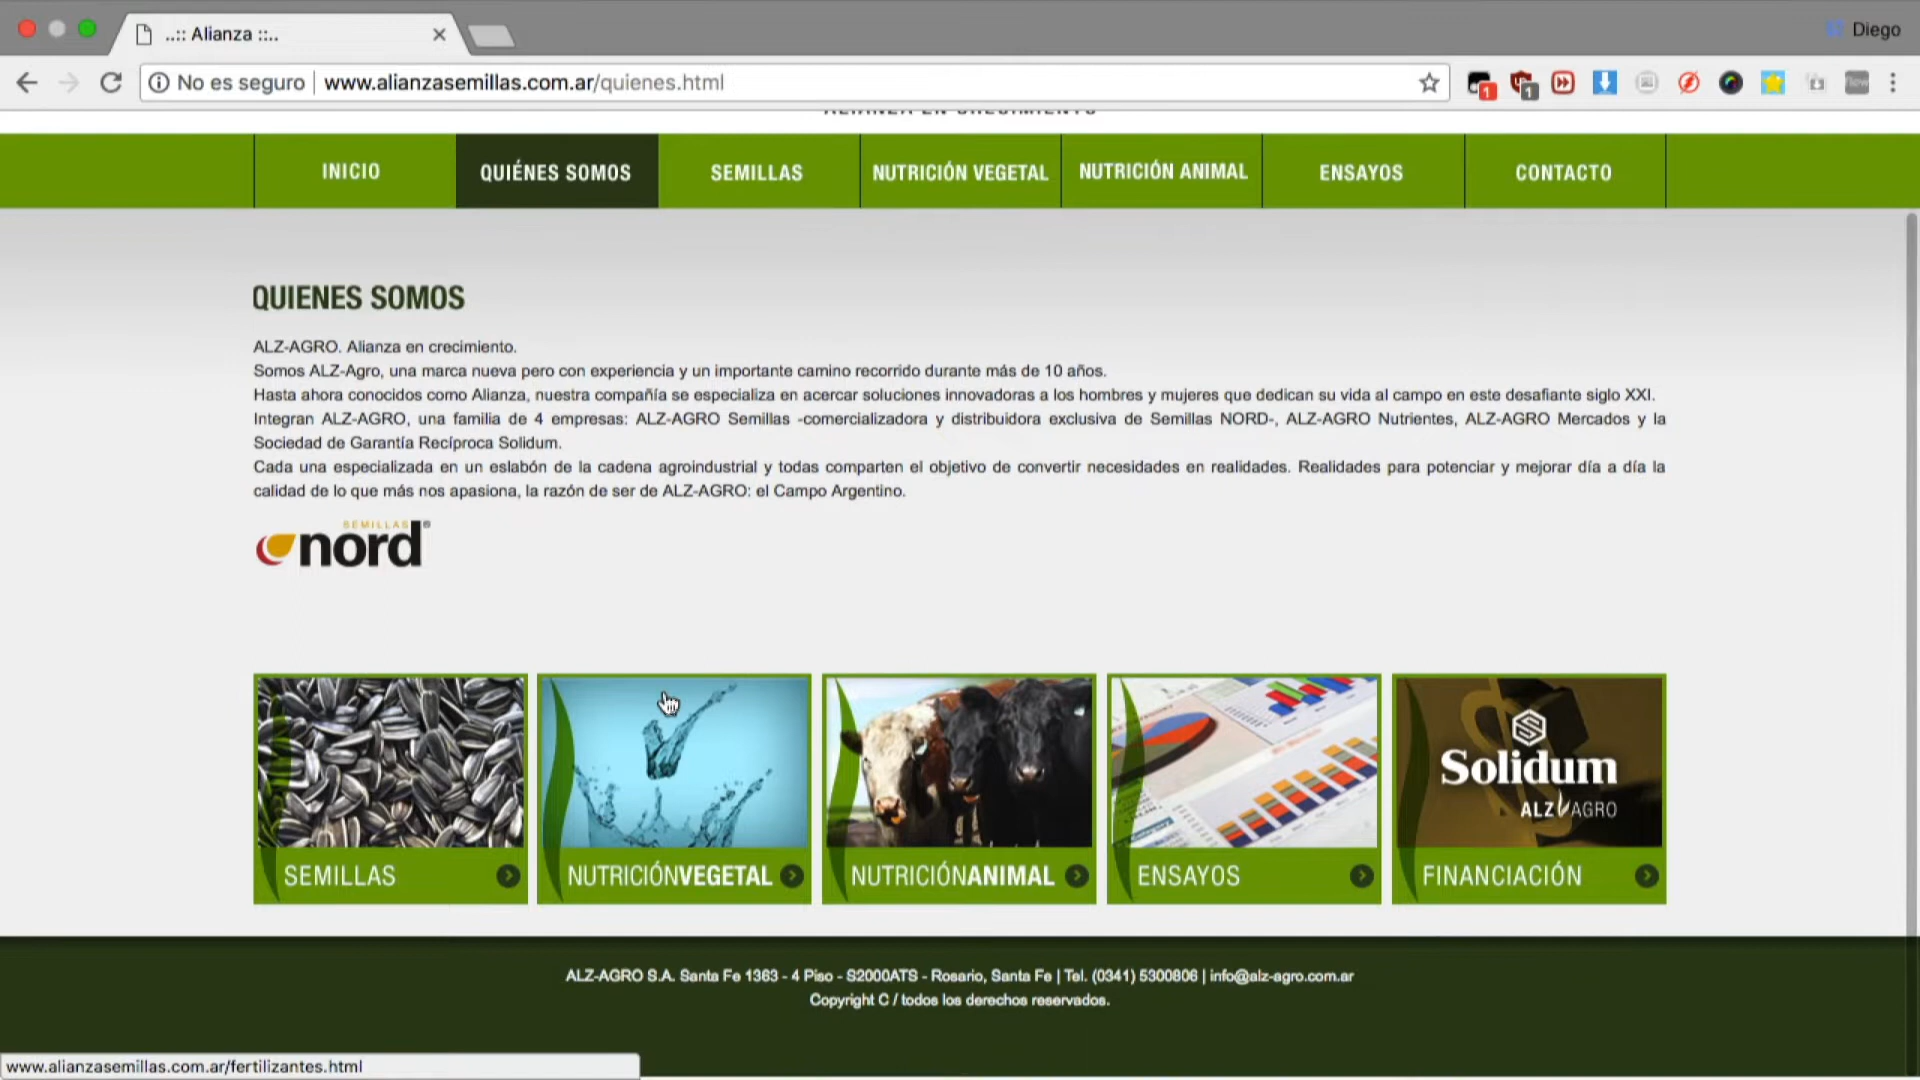 ..:: Alianza ::..
Diego
No es seguro
www.alianzasemillas.com.ar/quienes.html
1
1
New
ALIANZA EN CRECIMIENTO
INICIO
QUIÉNES SOMOS
SEMILLAS
NUTRICIÓN VEGETAL
NUTRICIÓN ANIMAL
ENSAYOS
CONTACTO
QUIENES SOMOS
ALZ-AGRO. Alianza en crecimiento.
Somos ALZ-Agro, una marca nueva pero con experiencia y un importante camino recorrido durante más de 10 años.
Hasta ahora conocidos como Alianza, nuestra compañía se especializa en acercar soluciones innovadoras a los hombres y mujeres que dedican su vida al campo en este desafiante siglo XXI.
Integran ALZ-AGRO, una familia de 4 empresas: ALZ-AGRO Semillas -comercializadora y distribuidora exclusiva de Semillas NORD-, ALZ-AGRO Nutrientes, ALZ-AGRO Mercados y la
Sociedad de Garantía Recíproca Solidum.
Cada una especializada en un eslabón de la cadena agroindustrial y todas comparten el objetivo de convertir necesidades en realidades. Realidades para potenciar y mejorar día a día la
calidad de lo que más nos apasiona, la razón de ser de ALZ-AGRO: el Campo Argentino.
SEMILLAS
nord®
Solidum
ALZ AGRO
SEMILLAS
NUTRICIÓNVEGETAL
NUTRICIÓNANIMAL
ENSAYOS
FINANCIACIÓN
ALZ-AGRO S.A. Santa Fe 1363 - 4 Piso - S2000ATS - Rosario, Santa Fe | Tel. (0341) 5300806 | info@alz-agro.com.ar
Copyright C / todos los derechos reservados.
www.alianzasemillas.com.ar/fertilizantes.html